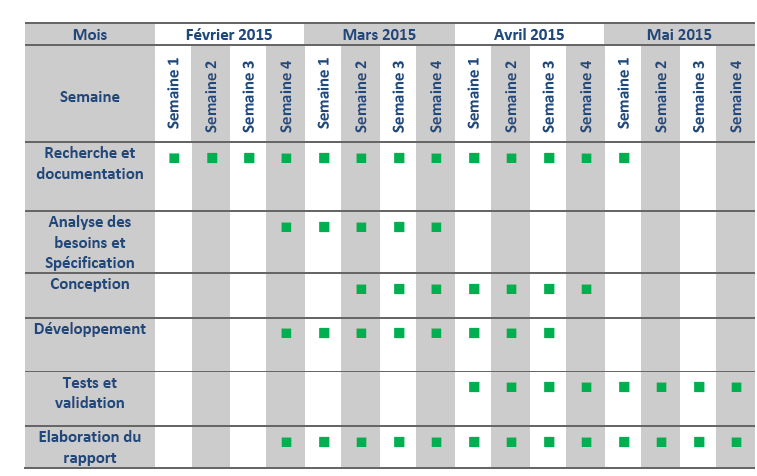 Mois Février 2015 Mars 2015 Avril 2015 Mai 2015
Semaine Semaine 1 Semaine 2 Semaine 3 Semaine 4 Semaine 1 Semaine 2 Semaine 3 Semaine 4 Semaine 1 Semaine 2 Semaine 3 Semaine 4 Semaine 1 Semaine 2 Semaine 3 Semaine 4
Recherche et
documentation
Analyse des
besoins et
Spécification
Conception
Développement
Tests et
validation
Elaboration du
rapport